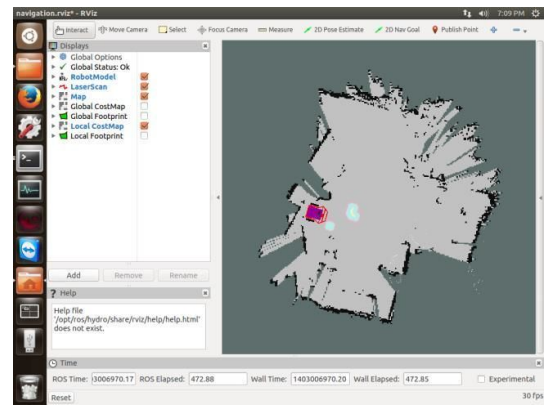 navigation.rviz* - RViz
7:09 PM
Interact Move Camera Select Focus Camera Measure 2D Pose Estimate 2D Nav Goal Publish Point
Displays
Global Options
Global Status: Ok
RobotModel
LaserScan
Map
Global CostMap
Global Footprint
Local CostMap
Local Footprint
Add Remove Rename
? Help
Help file
'/opt/ros/hydro/share/rviz/help/help.html'
does not exist.
Time
ROS Time: 3006970.17 ROS Elapsed: 472.88 Wall Time: 1403006970.20 Wall Elapsed: 472.85 Experimental
Reset 30 fps